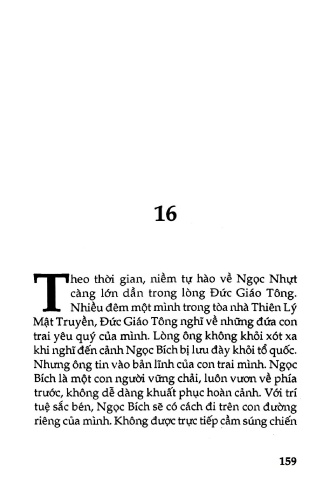 16
Theo thời gian, niềm tự hào về Ngọc Nhựt
càng lớn dần trong lòng Đức Giáo Tông.
Nhiều đêm một mình trong tòa nhà Thiên Lý
Mật Truyền, Đức Giáo Tông nghĩ về những đứa con
trai yêu quý của mình. Lòng ông không khỏi xót xa
khi nghĩ đến cảnh Ngọc Bích bị lưu đày khỏi tổ quốc.
Nhưng ông tin vào bản lĩnh của con trai mình. Ngọc
Bích là một con người vững chải, luôn vươn về phía
trước, không dễ dàng khuất phục hoàn cảnh. Với trí
tuệ sắc bén, Ngọc Bích sẽ có cách đi trên con đường
riêng của mình. Không được trực tiếp cầm súng chiến
159